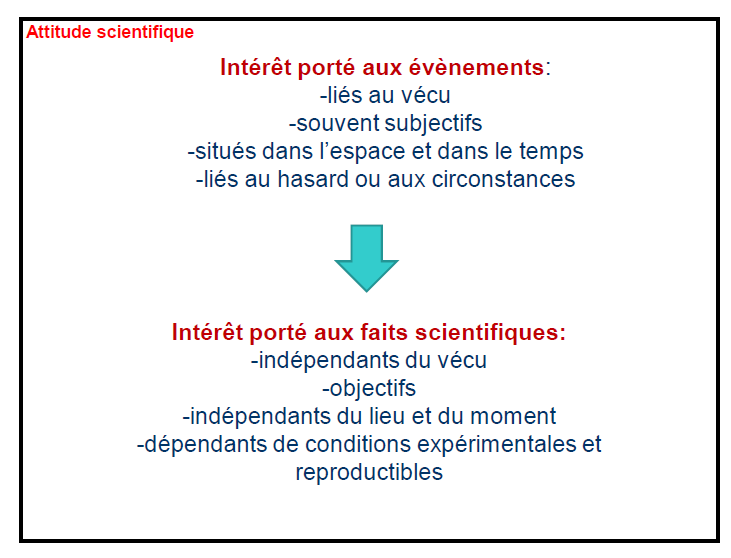 Attitude scientifique
Intérêt porté aux évènements:
-liés au vécu
-souvent subjectifs
-situés dans l’espace et dans le temps
-liés au hasard ou aux circonstances
Intérêt porté aux faits scientifiques:
-indépendants du vécu
-objectifs
-indépendants du lieu et du moment
-dépendants de conditions expérimentales et
reproductibles